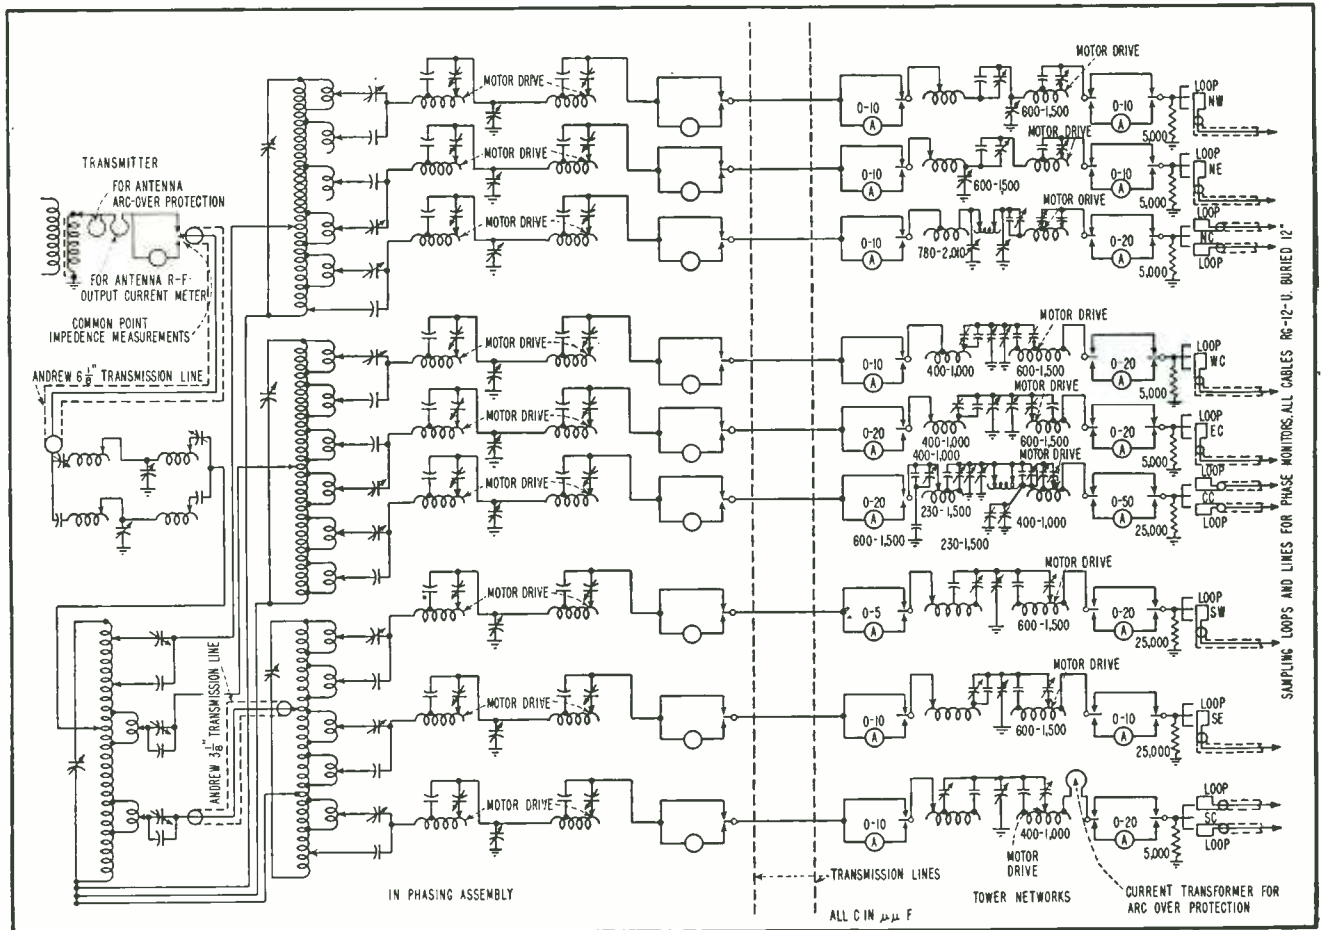 MOTOR DRIVE
TRANSMITTER
FOR ANTENNA
ARC-OVER PROTECTION
FOR ANTENNA R-F-
OUTPUT CURRENT METER
COMMON POINT
IMPEDENCE MEASUREMENTS
ANDREW 6 1/8" TRANSMISSION LINE
ANDREW 3 1/8" TRANSMISSION LINE
MOTOR DRIVE
0-10
A
600-1,500
0-10
A
5,000
LOOP
NW
MOTOR DRIVE
MOTOR DRIVE
0-10
A
600-1,500
0-10
A
5,000
LOOP
NE
MOTOR DRIVE
MOTOR DRIVE
0-10
A
780-2,010
0-20
A
5,000
LOOP
NC
LOOP
MOTOR DRIVE
MOTOR DRIVE
0-10
A
400-1,000
600-1,500
0-20
A
5,000
LOOP
WC
MOTOR DRIVE
MOTOR DRIVE
0-20
A
400-1,000
600-1,500
0-20
A
5,000
LOOP
EC
MOTOR DRIVE
MOTOR DRIVE
400-1,000
0-20
A
230-1,500
600-1,500
230-1,500
400-1,000
0-50
A
25,000
LOOP
CC
LOOP
MOTOR DRIVE
MOTOR DRIVE
0-5
A
600-1,500
0-20
A
25,000
LOOP
SW
MOTOR DRIVE
MOTOR DRIVE
0-10
A
600-1,500
0-10
A
25,000
LOOP
SE
MOTOR DRIVE
0-10
A
400-1,000
MOTOR
DRIVE
0-20
A
5,000
LOOP
SC
LOOP
SAMPLING LOOPS AND LINES FOR PHASE MONITORS. ALL CABLES RG-12-U. BURIED 12"
IN PHASING ASSEMBLY
TRANSMISSION LINES
TOWER NETWORKS
CURRENT TRANSFORMER FOR
ARC OVER PROTECTION
ALL C IN μμ F